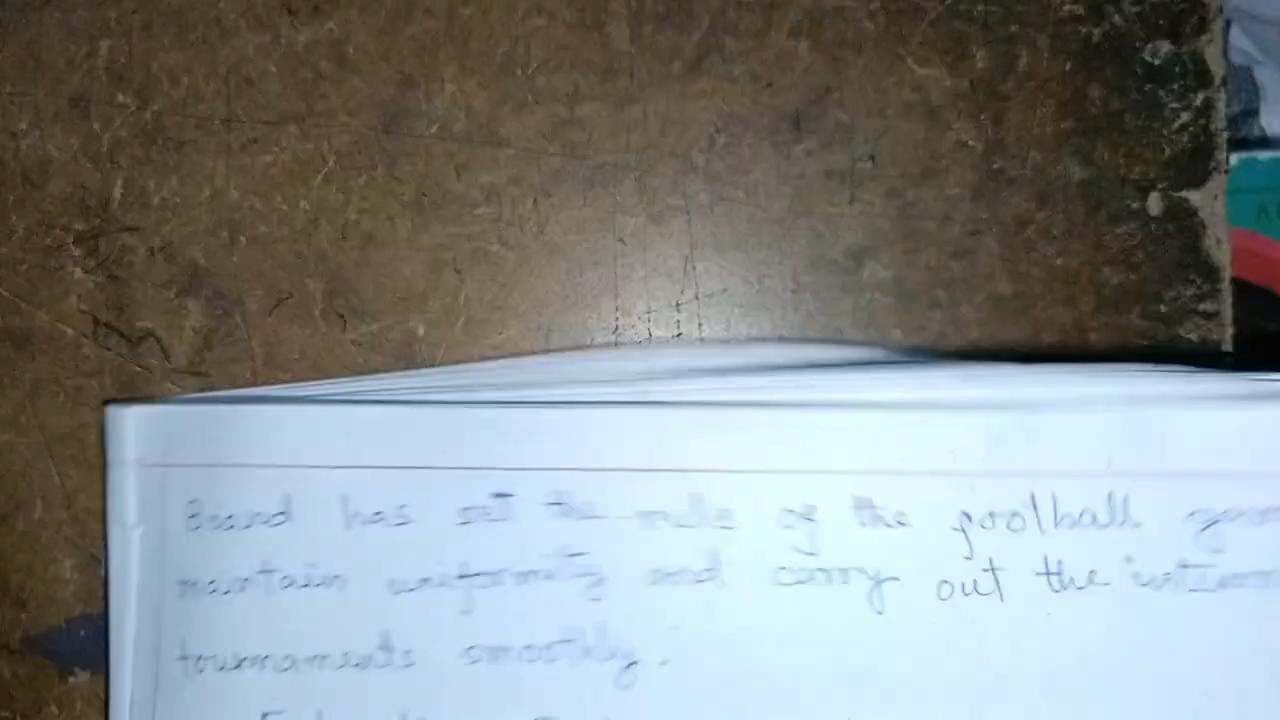 Board has set the rule of the football
maintain uniformity and carry out the
tournaments smoothly.